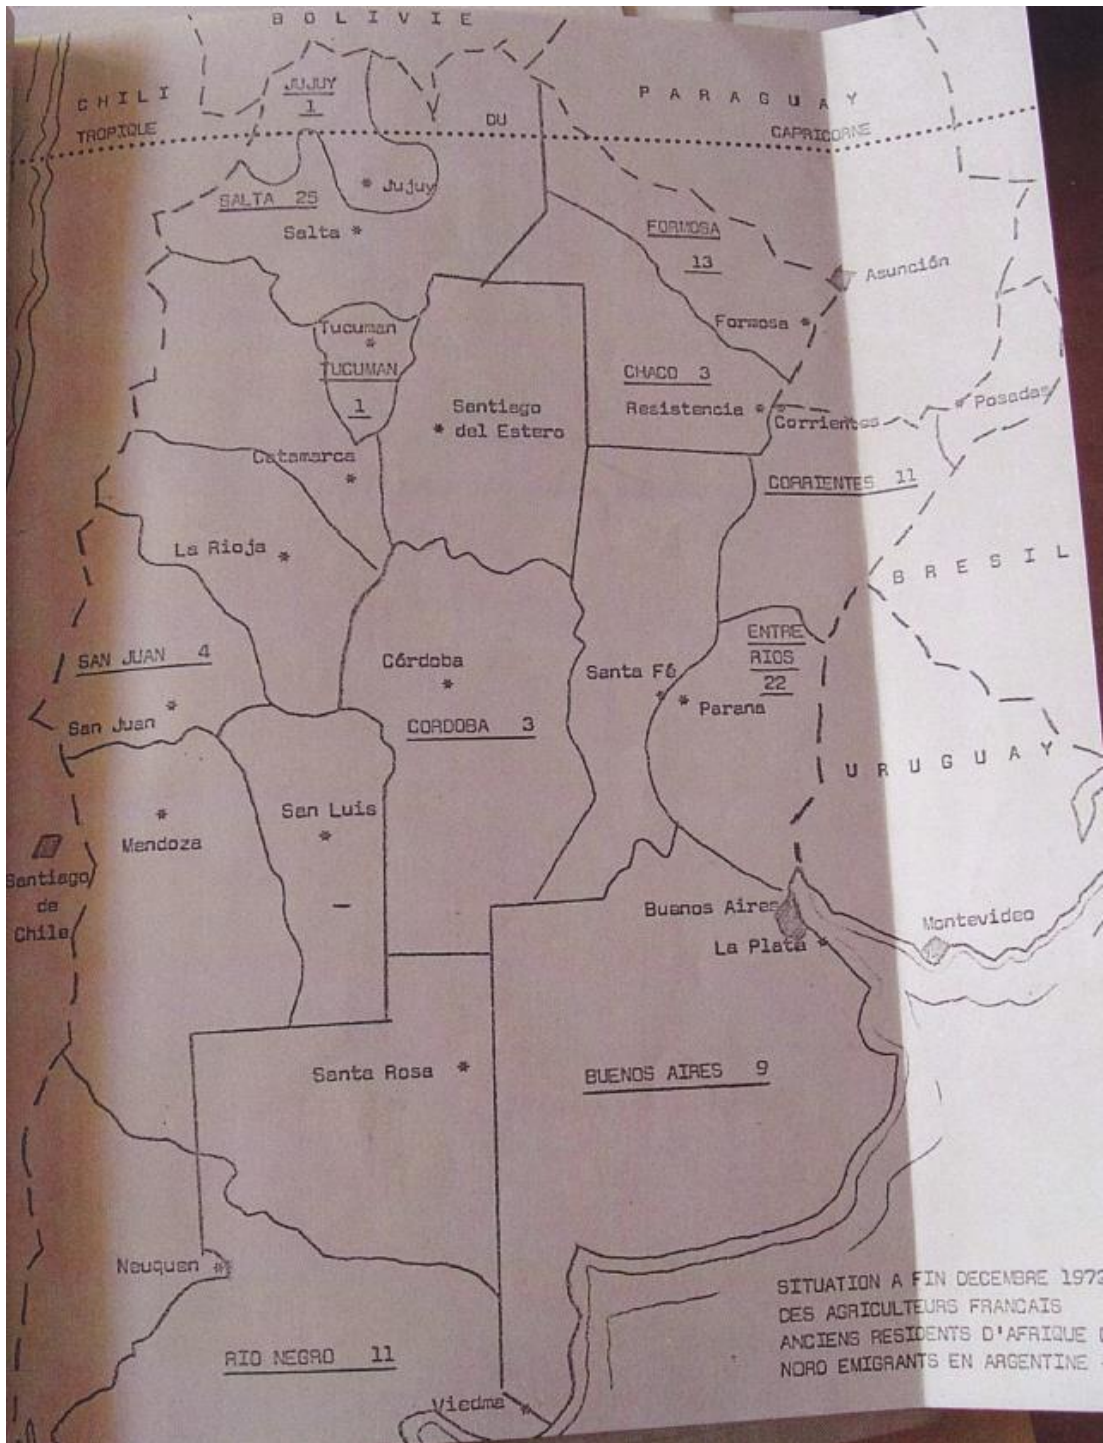 BOLIVIE
JUJUY
1
CHILI
PARAGUAY
TROPIQUE DU CAPRICORNE
Jujuy
SALTA 25
Salta *
FORMOSA
13
Asunción
Formosa *
Tucuman
*
TUCUMAN
1
CHACO 3
Santiago
* del Estero
Resistencia *
* Corrientes
* Posadas
Catamarca
*
CORRIENTES 11
La Rioja *
BRESIL
ENTRE
RIOS
22
SAN JUAN 4
Córdoba
*
Santa Fé
*
* Parana
San Juan *
CORDOBA 3
URUGUAY
San Luis
*
*
Mendoza
Santiago
de
Chile
-
Buenos Aires
La Plata *
Montevideo
Santa Rosa *
BUENOS AIRES 9
Neuquen *
SITUATION A FIN DECEMBRE 1973
DES AGRICULTEURS FRANCAIS
ANCIENS RESIDENTS D'AFRIQUE
NORD EMIGRANTS EN ARGENTINE
RIO NEGRO 11
Viedma *